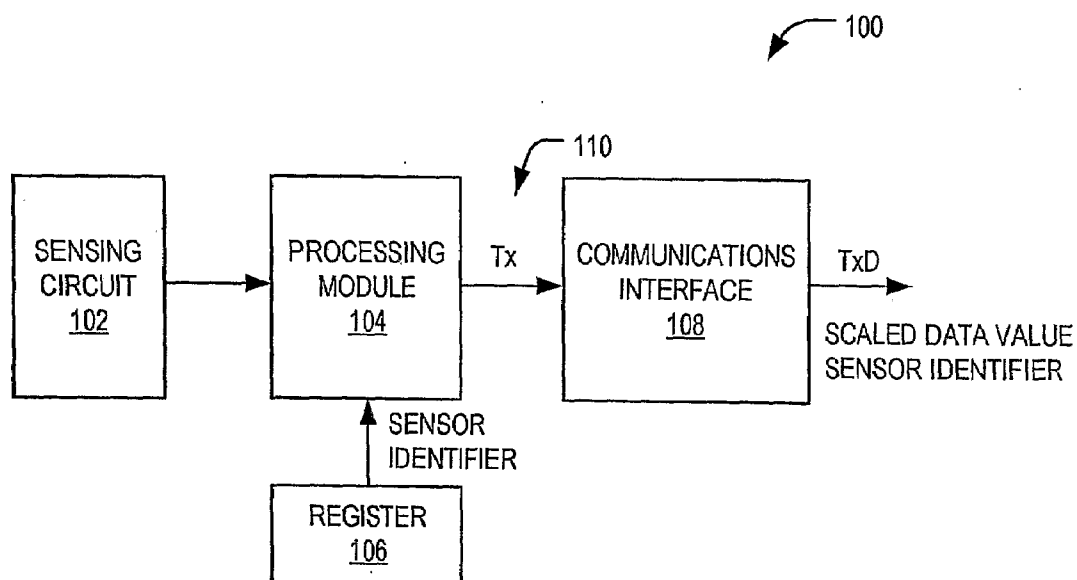 100
110
SENSING
CIRCUIT
102
PROCESSING
MODULE
104
Tx
COMMUNICATIONS
INTERFACE
108
TxD
SCALED DATA VALUE
SENSOR IDENTIFIER
SENSOR
IDENTIFIER
REGISTER
106